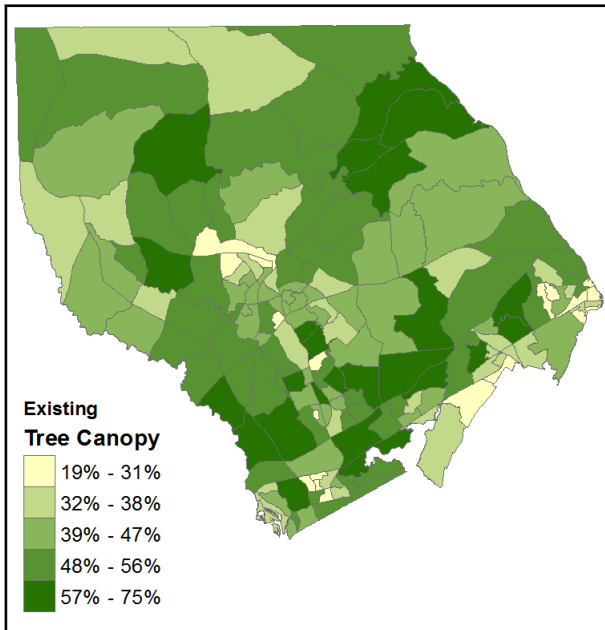 Existing
Tree Canopy
19% - 31%
32% - 38%
39% - 47%
48% - 56%
57% - 75%